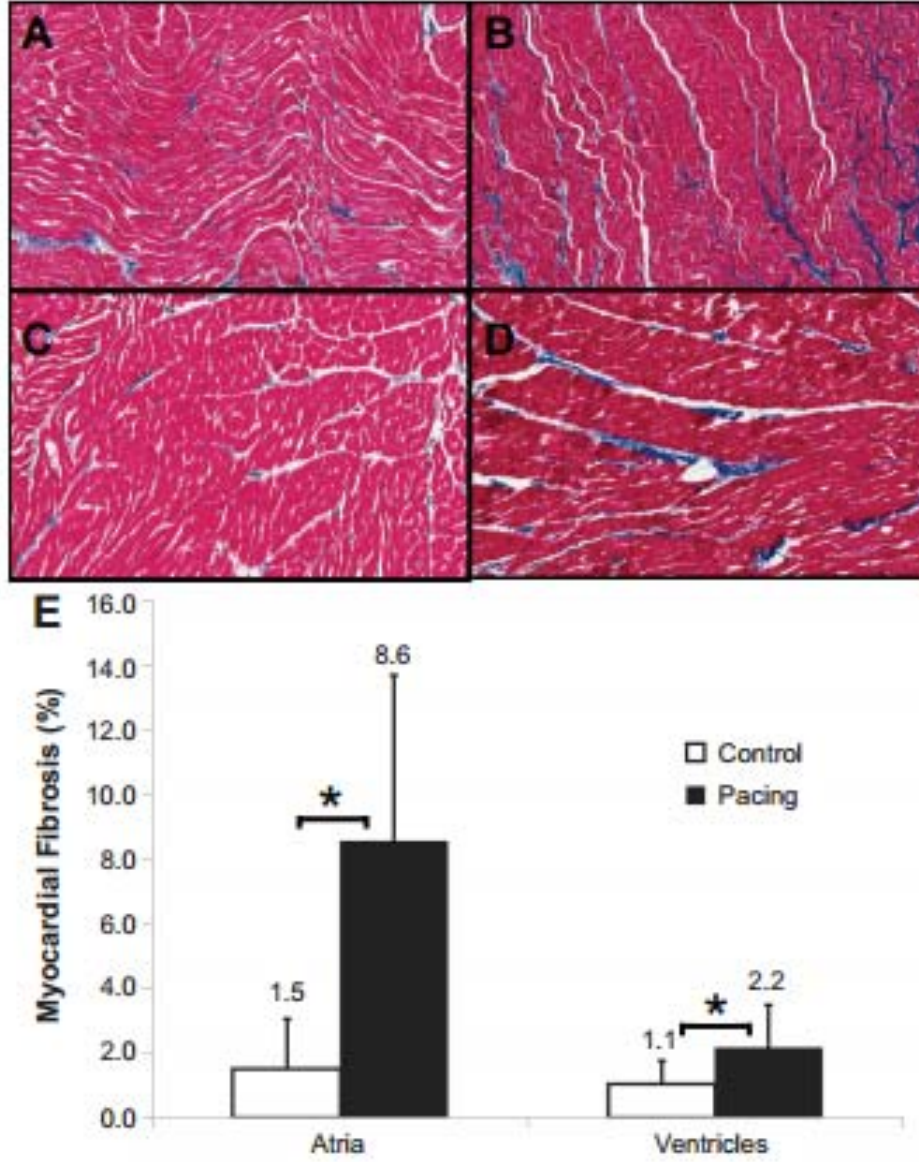 A
B
C
D
E
Myocardial Fibrosis (%)
16.0
14.0
12.0
10.0
8.0
6.0
4.0
2.0
0.0
8.6
*
1.5
Control
Pacing
2.2
*
1.1
Atria
Ventricles